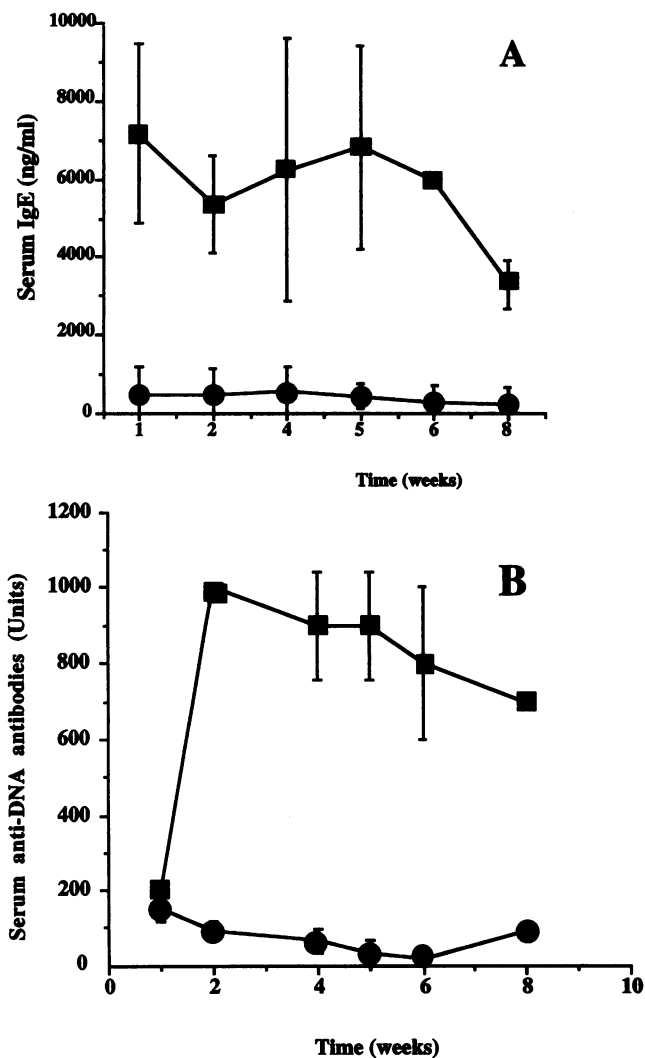 A
Serum IgE (ng/ml)
10000
8000
6000
4000
2000
0
1 2 4 5 6 8
Time (weeks)
B
Serum anti-DNA antibodies (Units)
1200
1000
800
600
400
200
0
0 2 4 6 8 10
Time (weeks)